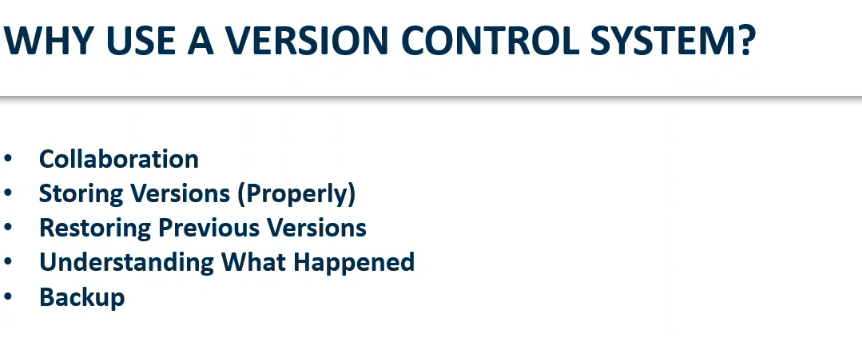 WHY USE A VERSION CONTROL SYSTEM?
• Collaboration
• Storing Versions (Properly)
• Restoring Previous Versions
• Understanding What Happened
• Backup